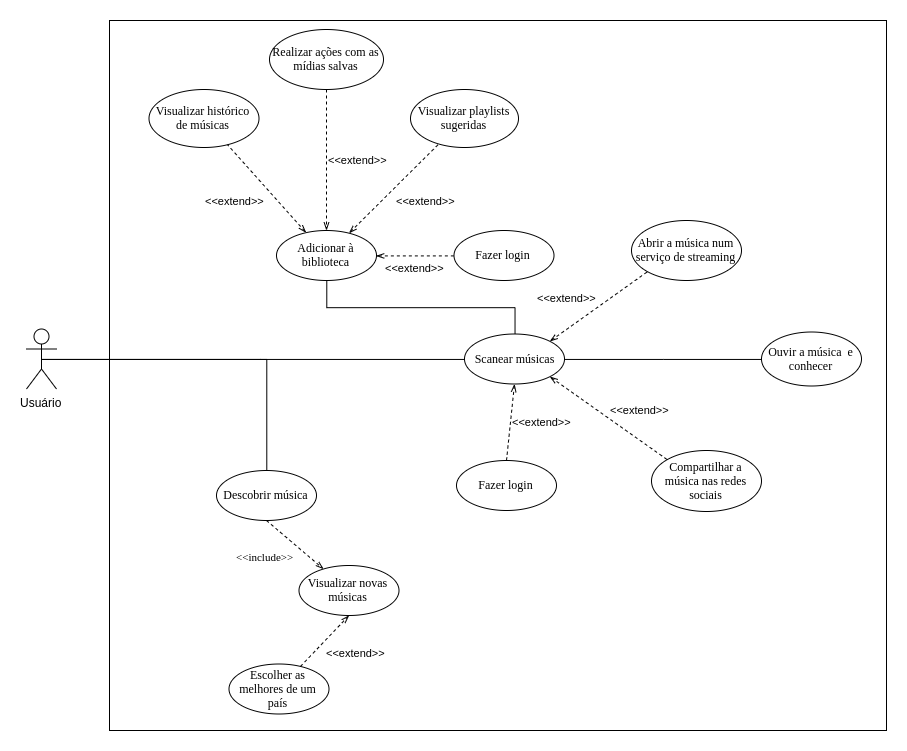 Realizar ações com as
mídias salvas
Visualizar histórico
de músicas
Visualizar playlists
sugeridas
<<extend>>
<<extend>>
<<extend>>
Adicionar à
biblioteca
<<extend>>
Fazer login
Abrir a música num
serviço de streaming
<<extend>>
Usuário
Scanear músicas
Ouvir a música e
conhecer
<<extend>>
<<extend>>
Fazer login
Compartilhar a
música nas redes
sociais
Descobrir música
<<include>>
Visualizar novas
músicas
<<extend>>
Escolher as
melhores de um
país